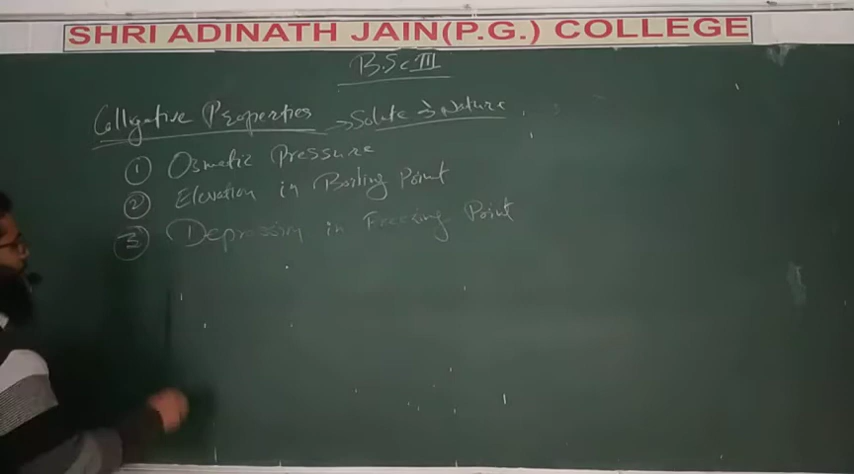 SHRI ADINATH JAIN(P.G.) COLLEGE
B.Sc III
Colligative Properties → Solute → Nature
① Osmotic Pressure
② Elevation in Boiling Point
③ Depression in Freezing Point